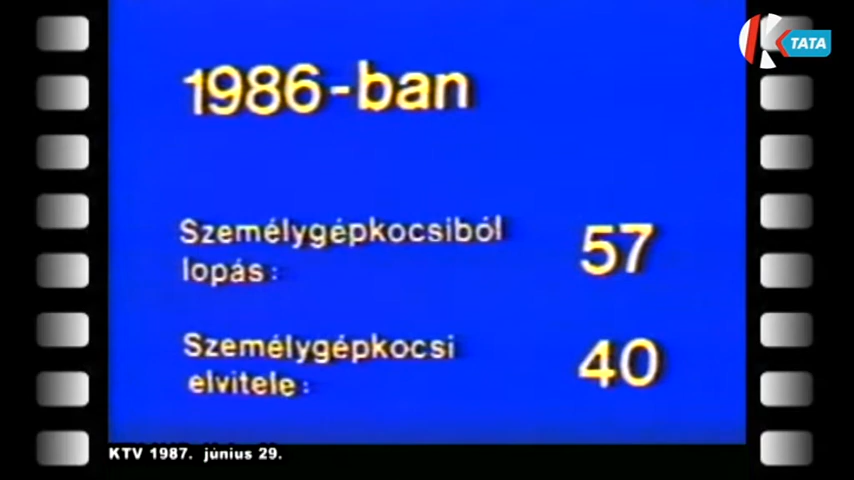 TATA
1986-ban
Személygépkocsiból 57
lopás:
Személygépkocsi 40
elvitele:
KTV 1987. június 29.